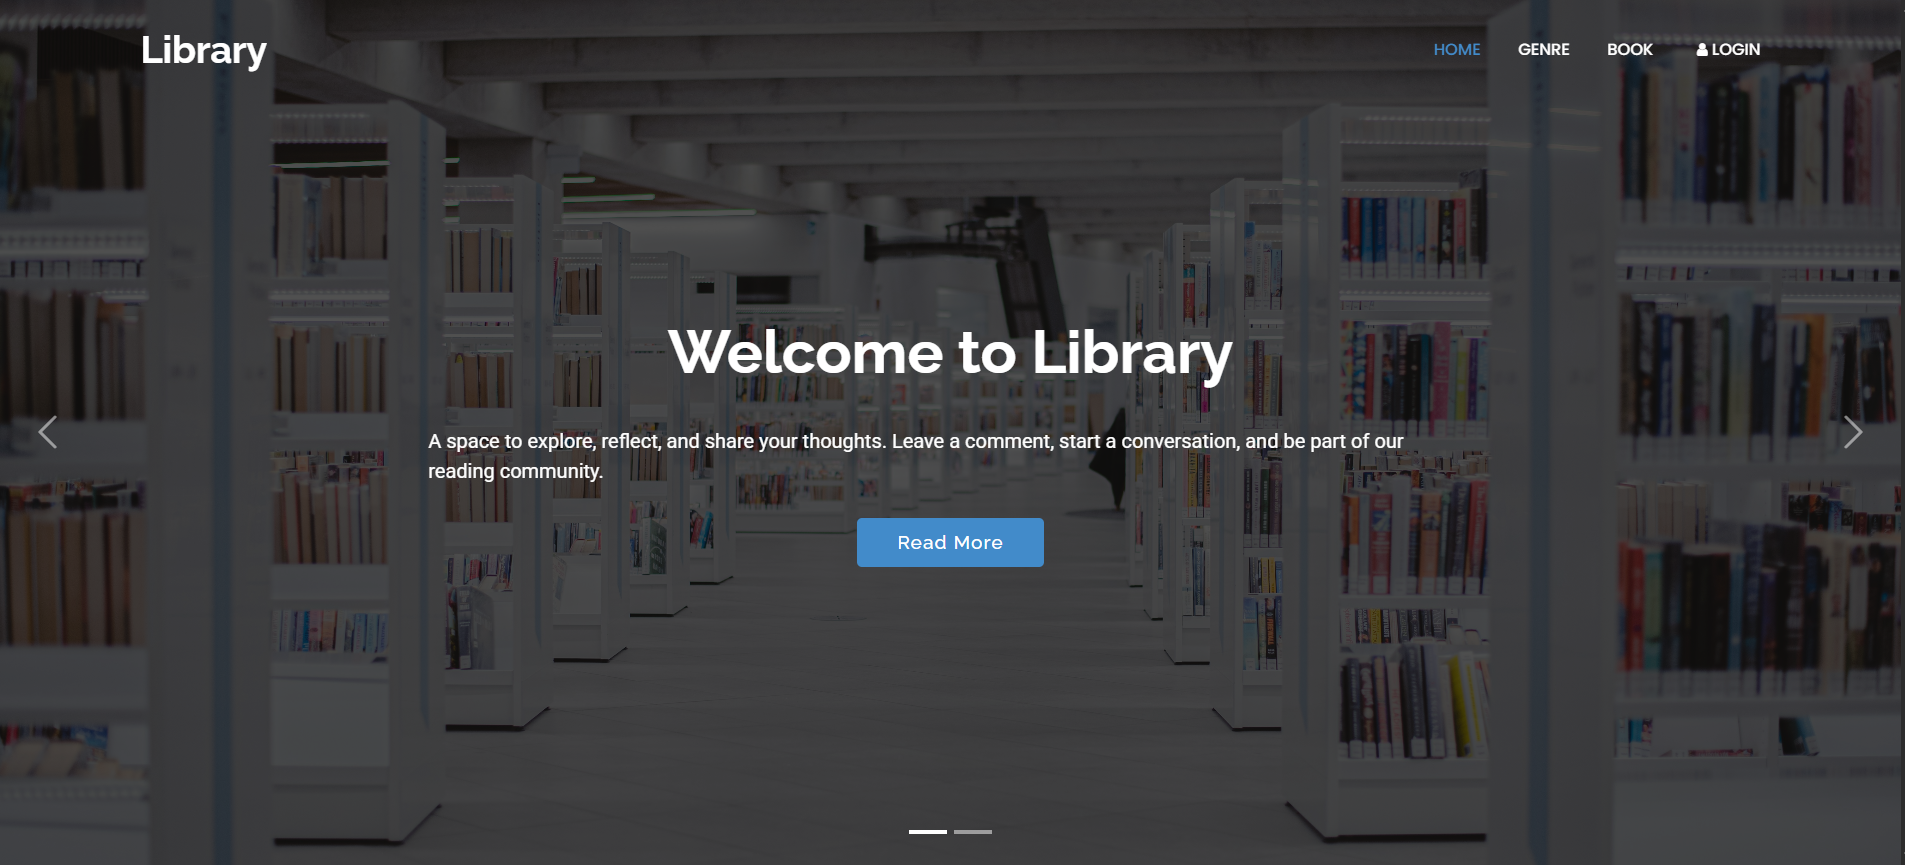 Library
HOME GENRE BOOK LOGIN
Welcome to Library
A space to explore, reflect, and share your thoughts. Leave a comment, start a conversation, and be part of our
reading community.
Read More